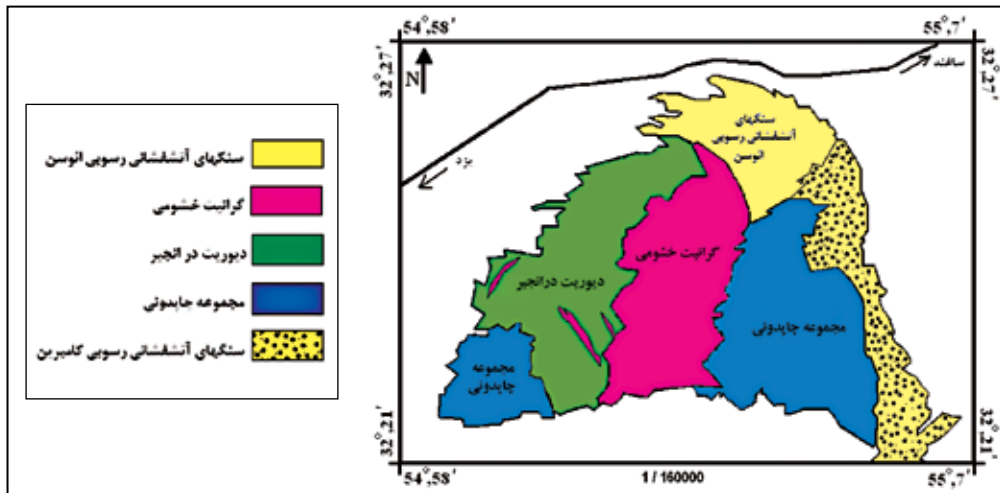 54°,58′
55°,7′
32°,27′
32°,27′
N
ساغند
یزد
سنگهای
آتشفشانی رسوبی
ائوسن
گرانیت خشومی
دیوریت درانجیر
مجموعه چاپدونی
مجموعه
چاپدونی
32°,21′
32°,21′
54°,58′
1/160000
55°,7′
سنگهای آتشفشانی رسوبی ائوسن
گرانیت خشومی
دیوریت در انجیر
مجموعه چاپدونی
سنگهای آتشفشانی رسوبی کامبرین